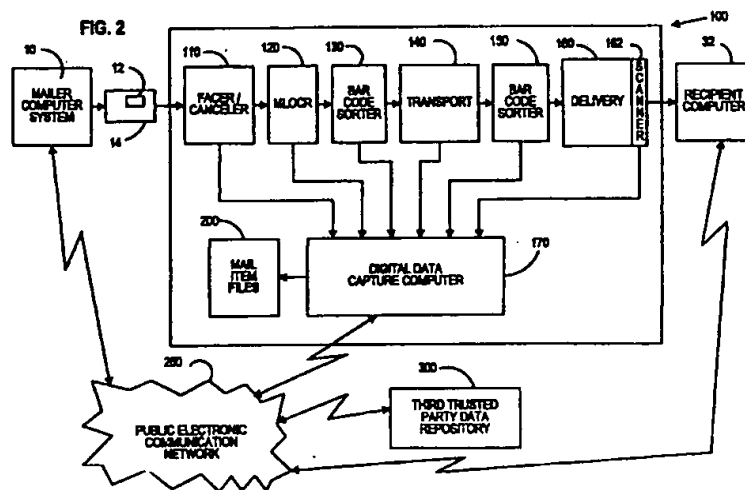 FIG. 2
100
10
12
14
MAILER
COMPUTER
SYSTEM
110
FACER /
CANCELER
120
MLOCR
130
BAR
CODE
SORTER
140
TRANSPORT
150
BAR
CODE
SORTER
160
DELIVERY
162
SCANNER
32
RECIPIENT
COMPUTER
200
MAIL
ITEM
FILES
170
DIGITAL DATA
CAPTURE COMPUTER
250
PUBLIC ELECTRONIC
COMMUNICATION
NETWORK
300
THIRD TRUSTED
PARTY DATA
REPOSITORY